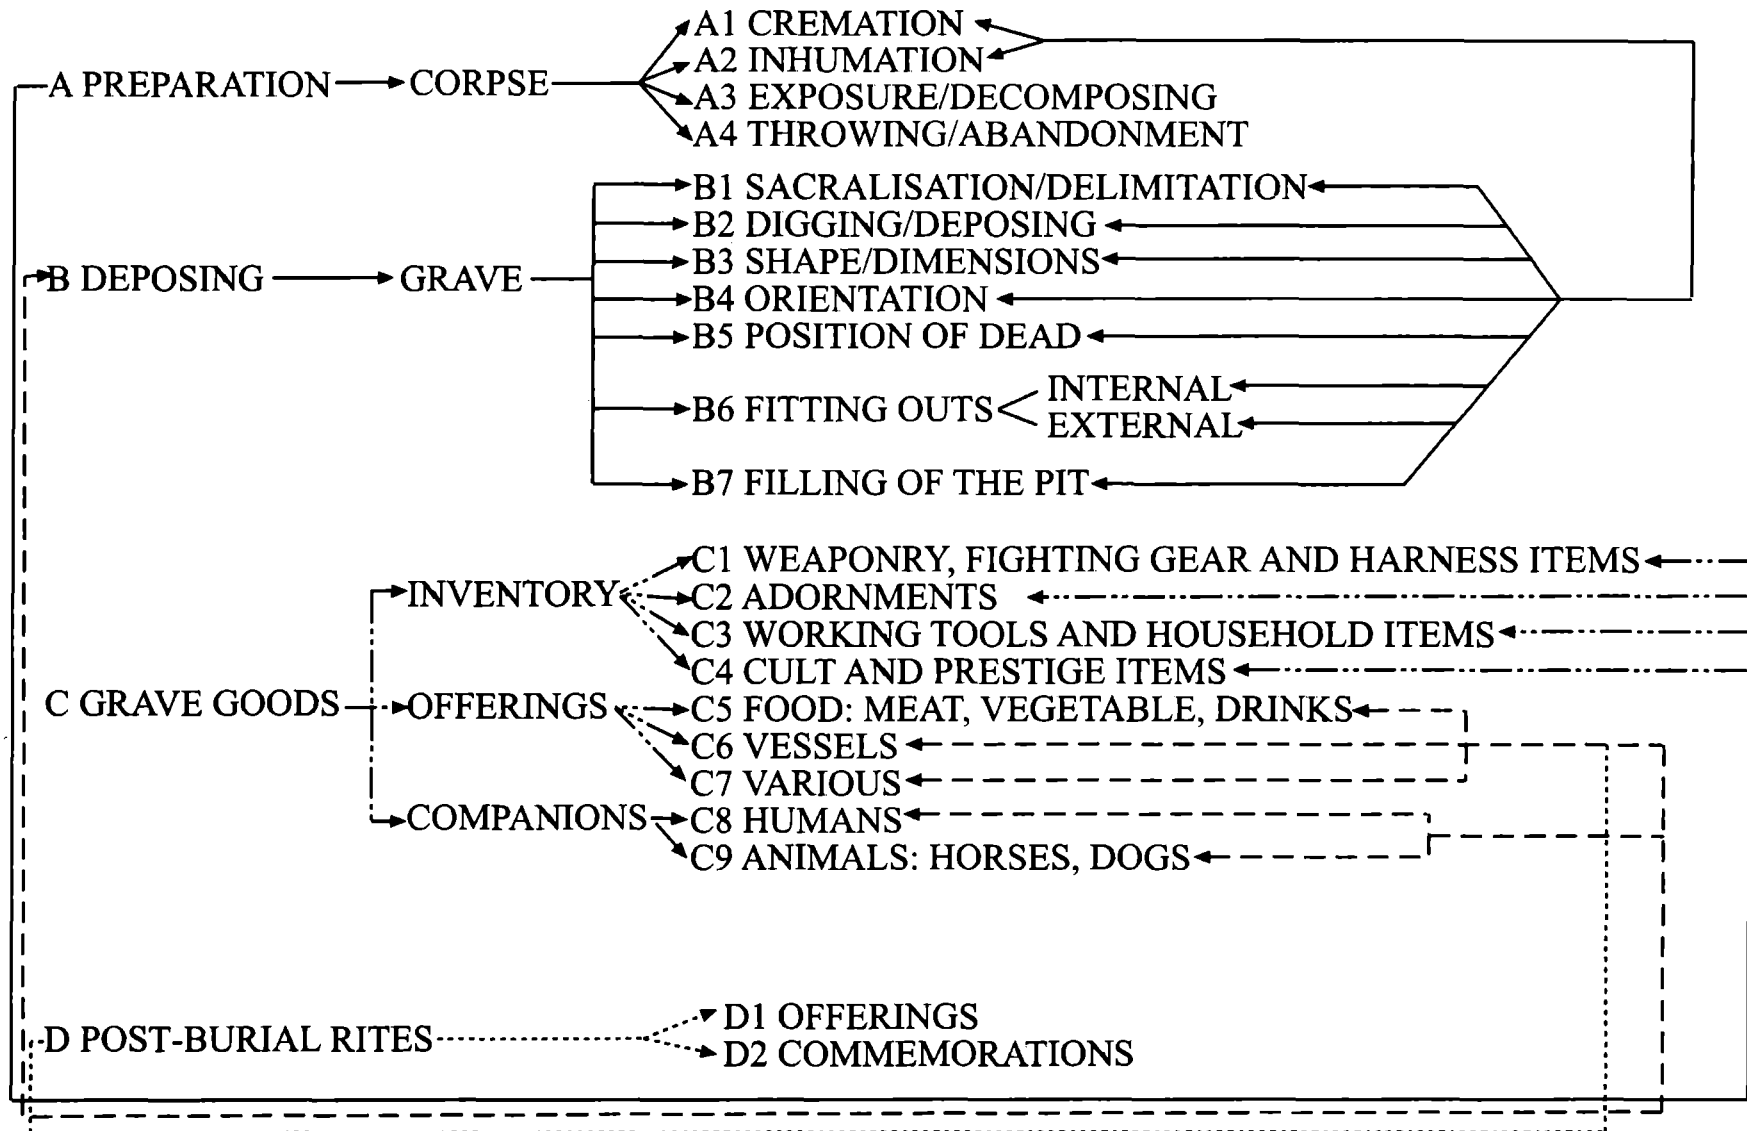 A1 CREMATION
A2 INHUMATION
A PREPARATION CORPSE
A3 EXPOSURE/DECOMPOSING
A4 THROWING/ABANDONMENT
B1 SACRALISATION/DELIMITATION
B2 DIGGING/DEPOSING
B3 SHAPE/DIMENSIONS
B DEPOSING GRAVE
B4 ORIENTATION
B5 POSITION OF DEAD
INTERNAL
B6 FITTING OUTS
EXTERNAL
B7 FILLING OF THE PIT
C1 WEAPONRY, FIGHTING GEAR AND HARNESS ITEMS
INVENTORY C2 ADORNMENTS
C3 WORKING TOOLS AND HOUSEHOLD ITEMS
C4 CULT AND PRESTIGE ITEMS
C GRAVE GOODS OFFERINGS C5 FOOD: MEAT, VEGETABLE, DRINKS
C6 VESSELS
C7 VARIOUS
COMPANIONS C8 HUMANS
C9 ANIMALS: HORSES, DOGS
D1 OFFERINGS
D POST-BURIAL RITES
D2 COMMEMORATIONS